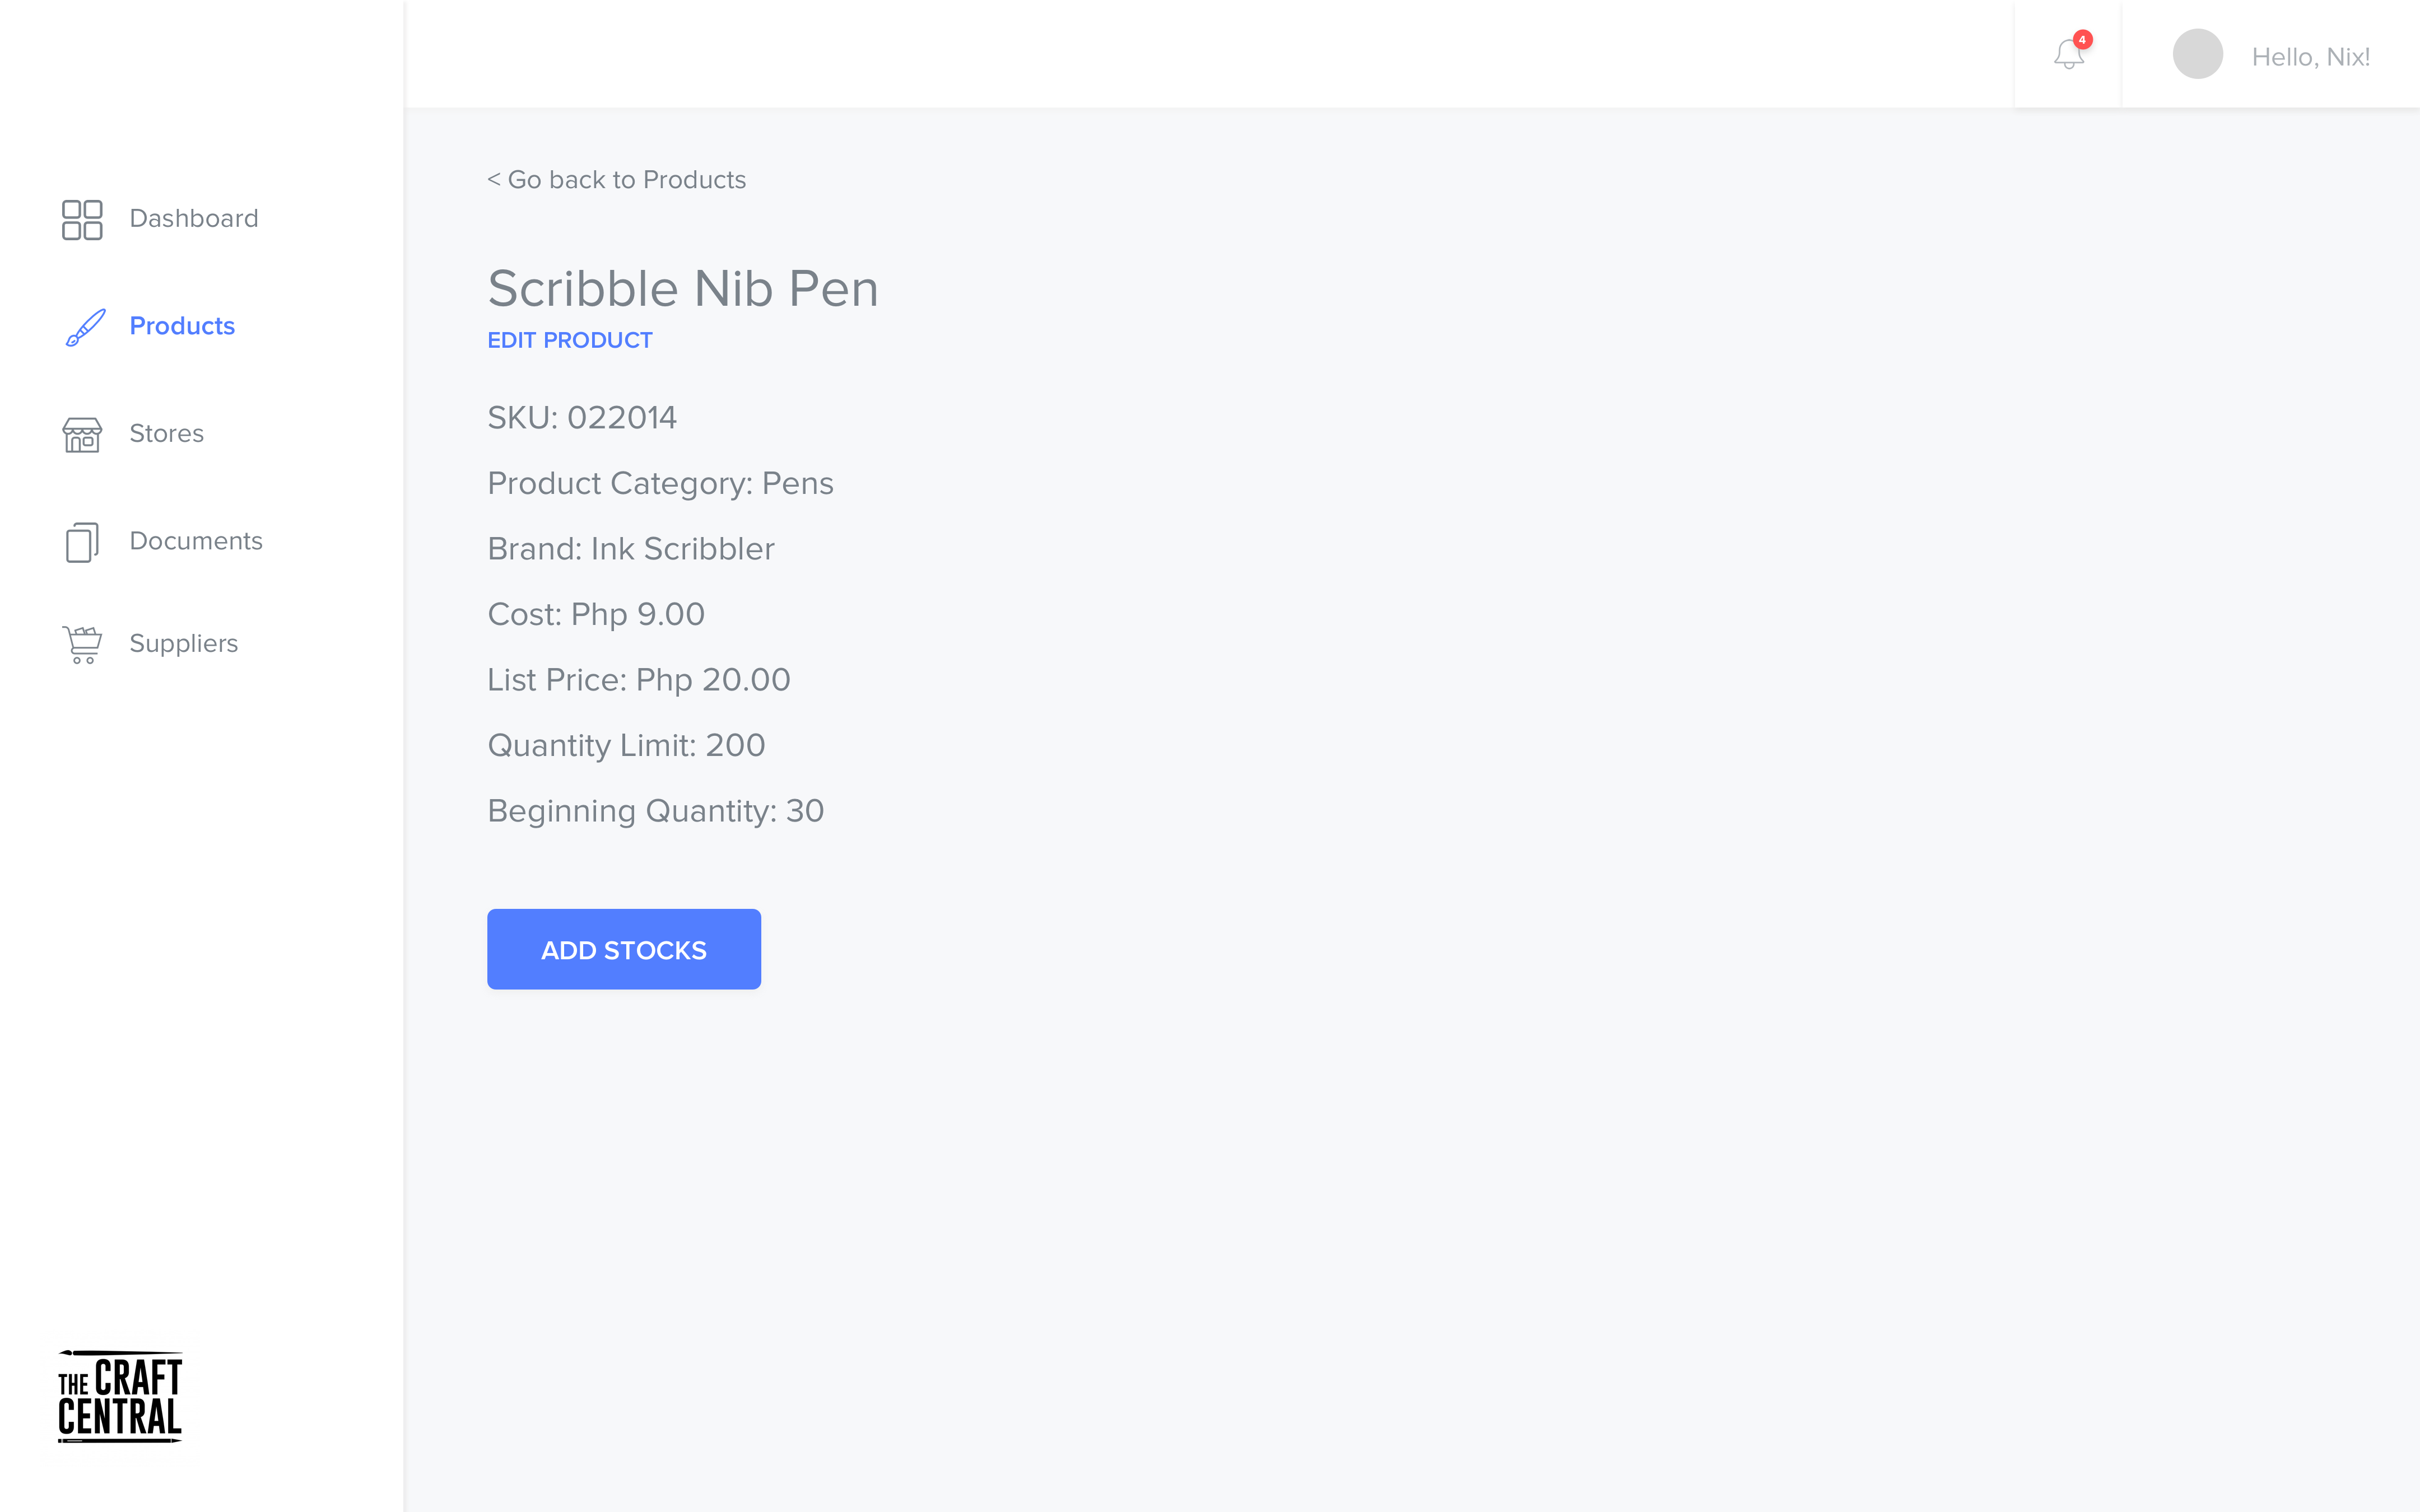 4
Hello, Nix!
Dashboard
Products
Stores
Documents
Suppliers
THE CRAFT
CENTRAL
< Go back to Products
Scribble Nib Pen
EDIT PRODUCT
SKU: 022014
Product Category: Pens
Brand: Ink Scribbler
Cost: Php 9.00
List Price: Php 20.00
Quantity Limit: 200
Beginning Quantity: 30
ADD STOCKS